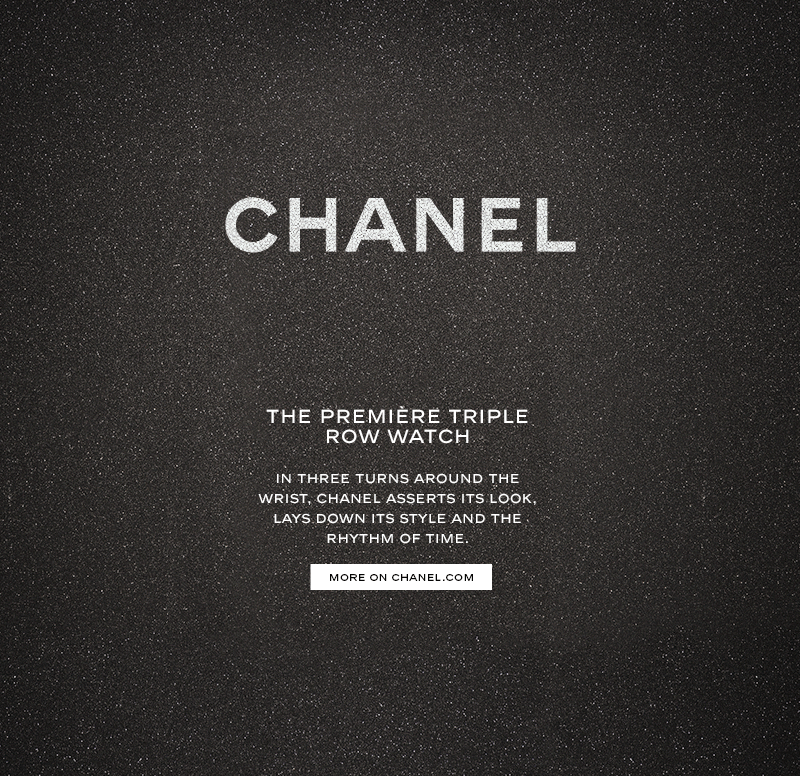 CHANEL
THE PREMIÈRE TRIPLE
ROW WATCH
IN THREE TURNS AROUND THE
WRIST, CHANEL ASSERTS ITS LOOK,
LAYS DOWN ITS STYLE AND THE
RHYTHM OF TIME.
MORE ON CHANEL.COM